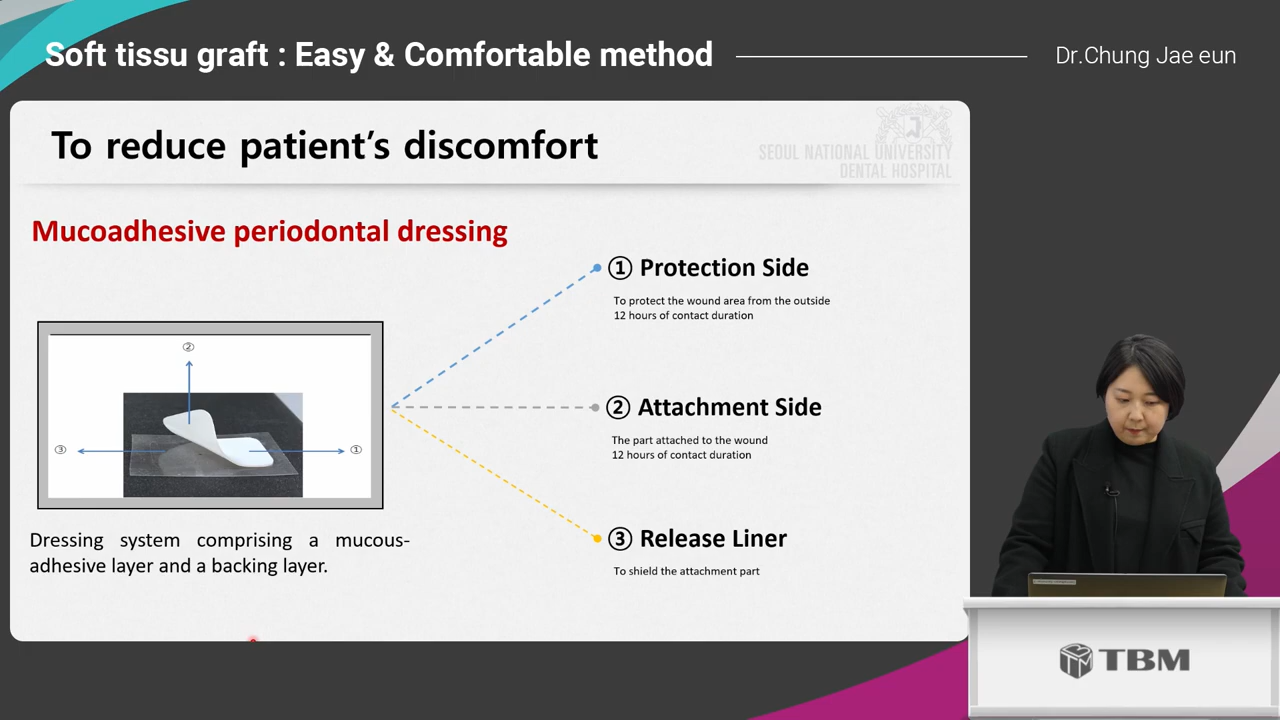 Soft tissu graft : Easy & Comfortable method
Dr.Chung Jae eun
To reduce patient's discomfort
SEOUL NATIONAL UNIVERSITY
DENTAL HOSPITAL
Mucoadhesive periodontal dressing
① Protection Side
To protect the wound area from the outside
12 hours of contact duration
②
③
①
② Attachment Side
The part attached to the wound
12 hours of contact duration
Dressing system comprising a mucous-
adhesive layer and a backing layer.
③ Release Liner
To shield the attachment part
TBM